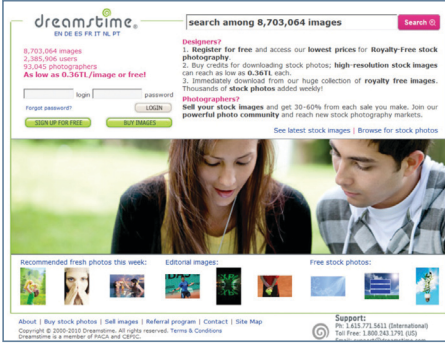 dreamstime
EN DE ES FR IT NL PT
search among 8,703,064 images
Search
8,703,064 images
2,385,906 users
93,045 photographers
As low as 0.36TL/image or free!
login
password
Forgot password?
LOGIN
SIGN UP FOR FREE
BUY IMAGES
Designers?
1. Register for free and access our lowest prices for Royalty-Free stock
photography.
2. Buy credits for downloading stock photos; high-resolution stock images
can reach as low as 0.36TL each.
3. Immediately download from our huge collection of royalty free images.
Thousands of stock photos added weekly!
Photographers?
Sell your stock images and get 30-60% from each sale you make. Join our
powerful photo community and reach new stock photography markets.
See latest stock images | Browse for stock photos
Recommended fresh photos this week:
Editorial images:
Free stock photos:
About | Buy stock photos | Sell images | Referral program | Contact | Site Map
Copyright © 2000-2010 Dreamstime. All rights reserved. Terms & Conditions
Dreamstime is a member of PACA and CEPIC.
Support:
Ph: 1.615.771.5611 (International)
Toll Free: 1.800.243.1791 (US)
Email: support@dreamstime.com